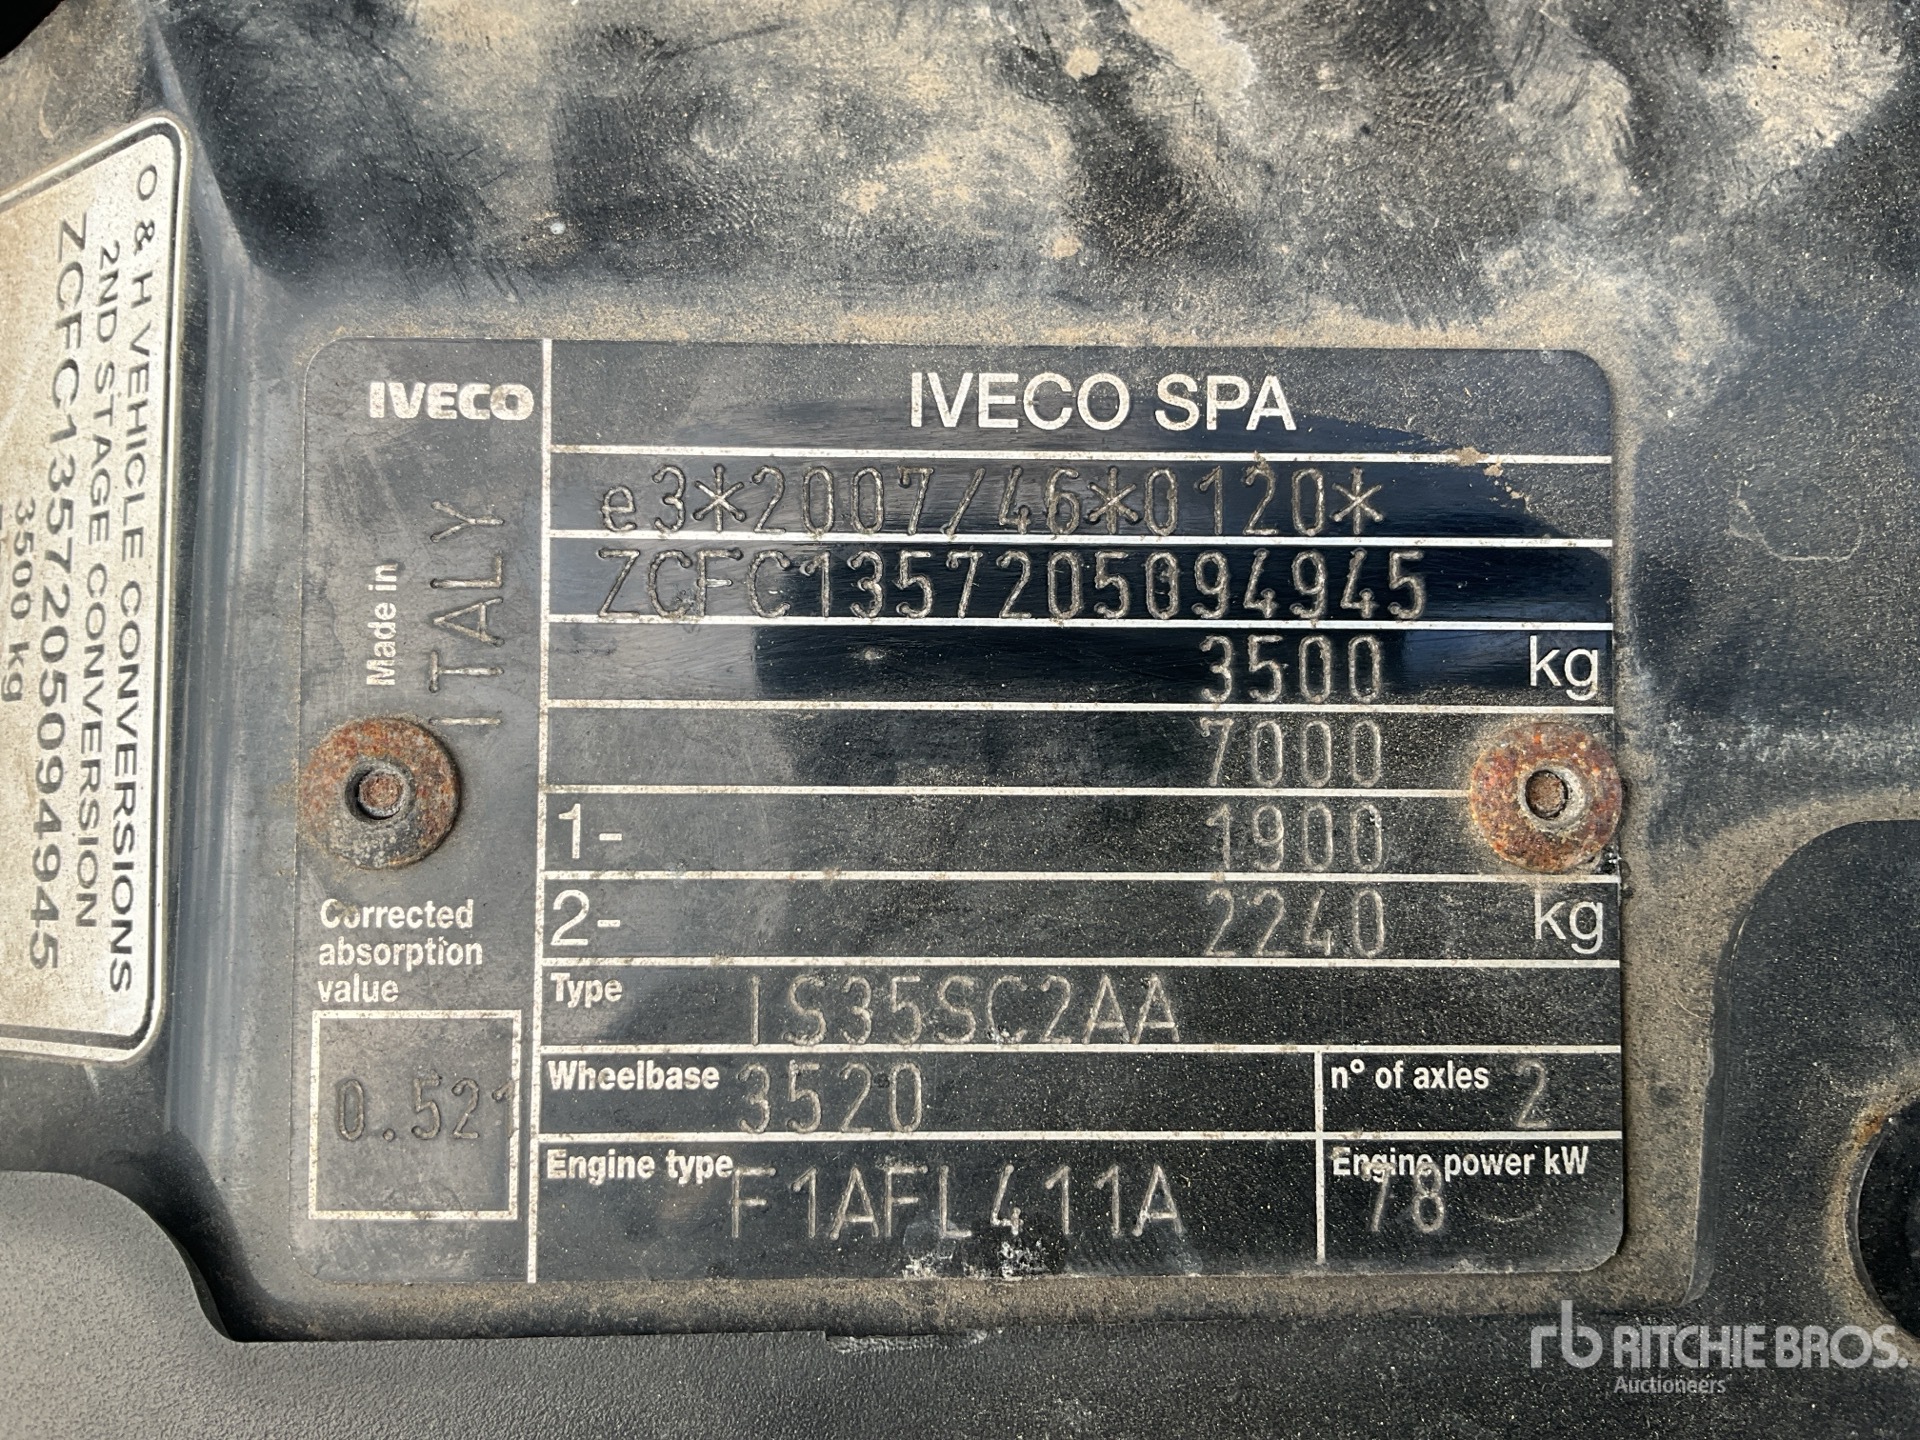 O & H VEHICLE CONVERSIONS
2ND STAGE CONVERSION
ZCFC1357205094945
3500 kg
IVECO
IVECO SPA
Made in
ITALY
e3*2007/46*0120*
ZCFC1357205094945
3500 kg
7000
1- 1900
2- 2240 kg
Corrected
absorption
value
0.521
Type IS35SC2AA
Wheelbase 3520
n° of axles 2
Engine type F1AFL411A
Engine power kW
78
rb RITCHIE BROS.
Auctioneers